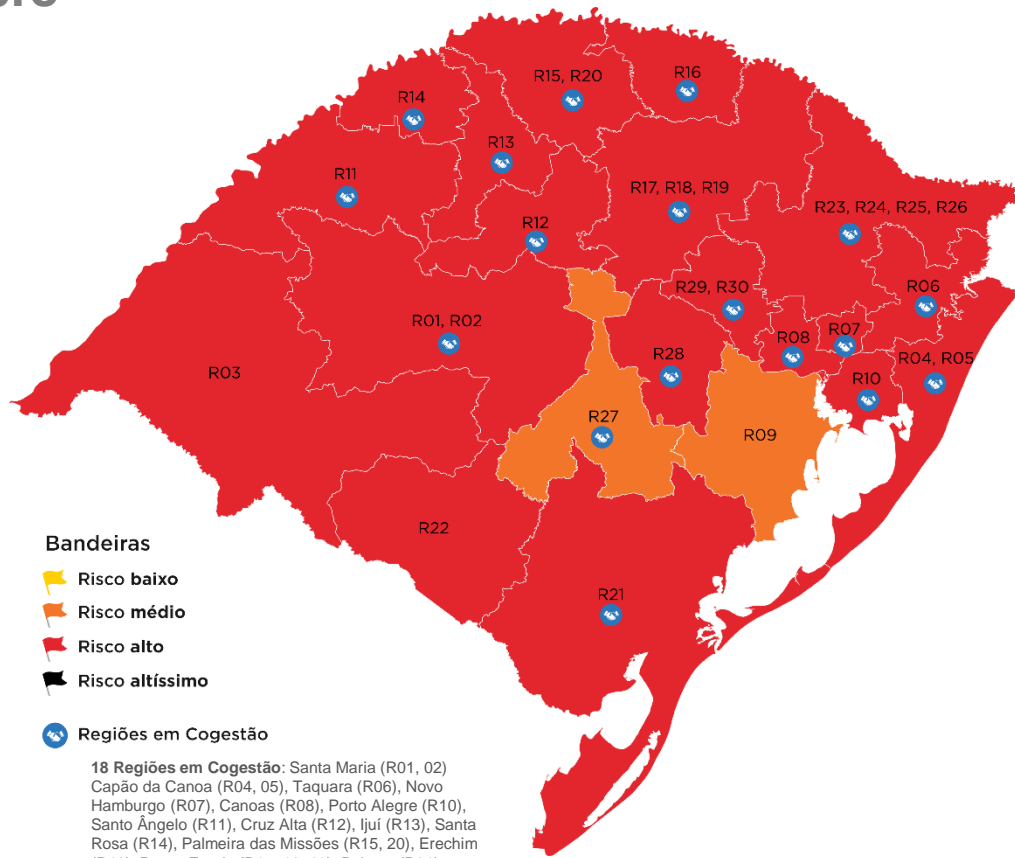 R15, R20
R16
R14
R13
R11
R17, R18, R19
R23, R24, R25, R26
R12
R29, R30
R06
R01, R02
R08
R07
R28
R04, R05
R03
R10
R27
R09
R22
R21
Bandeiras
Risco baixo
Risco médio
Risco alto
Risco altíssimo
Regiões em Cogestão
18 Regiões em Cogestão: Santa Maria (R01, 02)
Capão da Canoa (R04, 05), Taquara (R06), Novo
Hamburgo (R07), Canoas (R08), Porto Alegre (R10),
Santo Ângelo (R11), Cruz Alta (R12), Ijuí (R13), Santa
Rosa (R14), Palmeira das Missões (R15, 20), Erechim